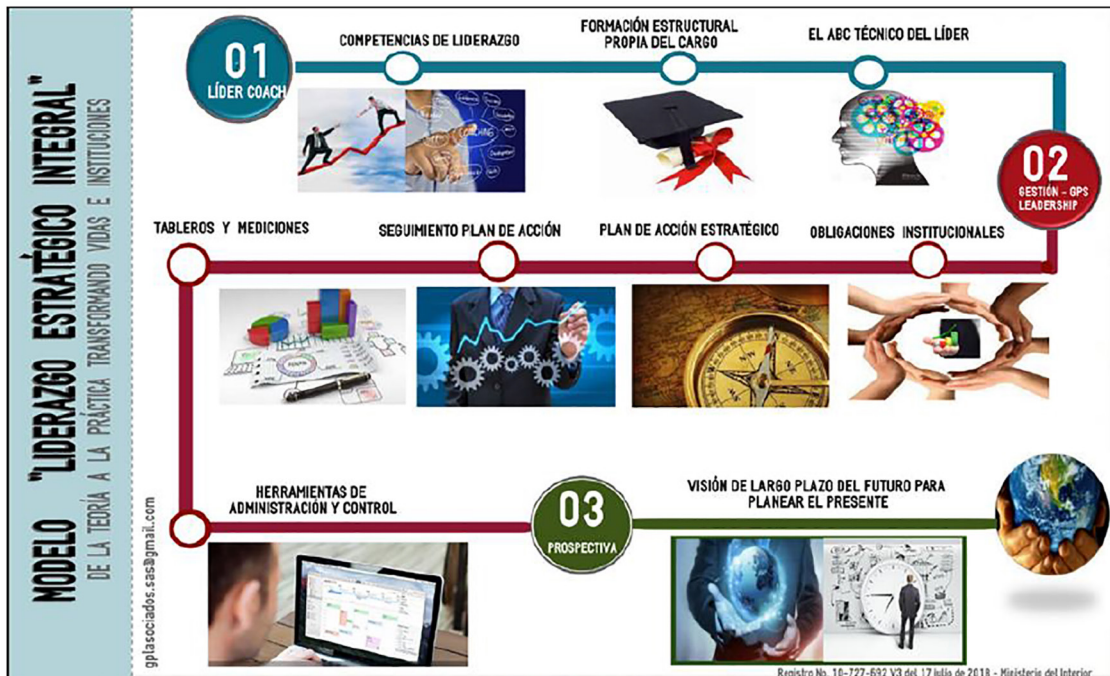 MODELO "LIDERAZGO ESTRATÉGICO INTEGRAL"
DE LA TEORÍA A LA PRÁCTICA TRANSFORMANDO VIDAS E INSTITUCIONES
gplasociados.sas@gmail.com
01
LÍDER COACH
COMPETENCIAS DE LIDERAZGO
FORMACIÓN ESTRUCTURAL
PROPIA DEL CARGO
EL ABC TÉCNICO DEL LÍDER
02
GESTIÓN - GPS
LEADERSHIP
OBLIGACIONES INSTITUCIONALES
PLAN DE ACCIÓN ESTRATÉGICO
SEGUIMIENTO PLAN DE ACCIÓN
TABLEROS Y MEDICIONES
HERRAMIENTAS DE
ADMINISTRACIÓN Y CONTROL
03
PROSPECTIVA
VISIÓN DE LARGO PLAZO DEL FUTURO PARA
PLANEAR EL PRESENTE
Registro No. 10-727-692 V3 del 17 julio de 2018 - Ministerio del Interior